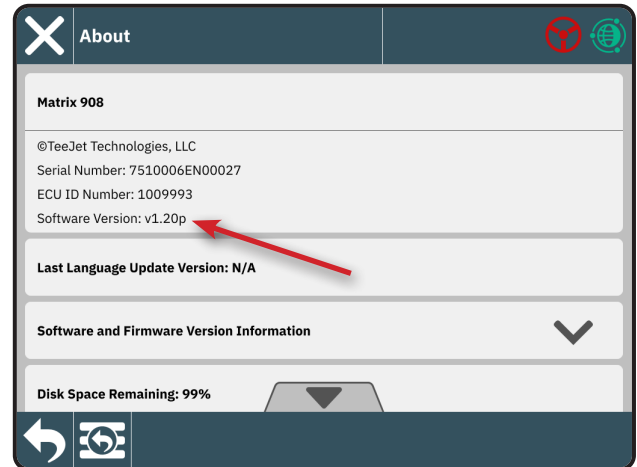 About
Matrix 908
©TeeJet Technologies, LLC
Serial Number: 7510006EN00027
ECU ID Number: 1009993
Software Version: v1.20p
Last Language Update Version: N/A
Software and Firmware Version Information
Disk Space Remaining: 99%